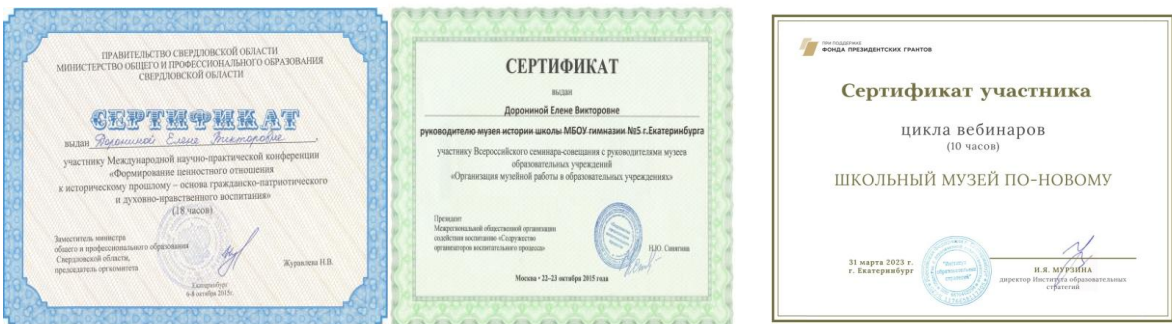 ПРАВИТЕЛЬСТВО СВЕРДЛОВСКОЙ ОБЛАСТИ
МИНИСТЕРСТВО ОБЩЕГО И ПРОФЕССИОНАЛЬНОГО ОБРАЗОВАНИЯ
СВЕРДЛОВСКОЙ ОБЛАСТИ
СЕРТИФИКАТ
выдан Дорониной Елене Викторовне
участнику Международной научно-практической конференции
«Формирование ценностного отношения
к историческому прошлому – основа гражданско-патриотического
и духовно-нравственного воспитания»
(18 часов)
Заместитель министра
общего и профессионального образования
Свердловской области,
председатель оргкомитета
Журавлева Н.В.
Екатеринбург
6-8 октября 2015г.
СЕРТИФИКАТ
выдан
Дорониной Елене Викторовне
руководителю музея истории школы МБОУ гимназии №5 г.Екатеринбурга
участнику Всероссийского семинара-совещания с руководителями музеев
образовательных учреждений
«Организация музейной работы в образовательных учреждениях»
Президент
Межрегиональной общественной организации
содействия воспитанию «Содружество
организаторов воспитательного процесса»
Н.Ю. Синягина
Москва • 22–23 октября 2015 года
ПРИ ПОДДЕРЖКЕ
ФОНДА ПРЕЗИДЕНТСКИХ ГРАНТОВ
Сертификат участника
цикла вебинаров
(10 часов)
ШКОЛЬНЫЙ МУЗЕЙ ПО-НОВОМУ
31 марта 2023 г.
г. Екатеринбург
"Институт
образовательных
стратегий"
И.Я. МУРЗИНА
директор Института образовательных
стратегий